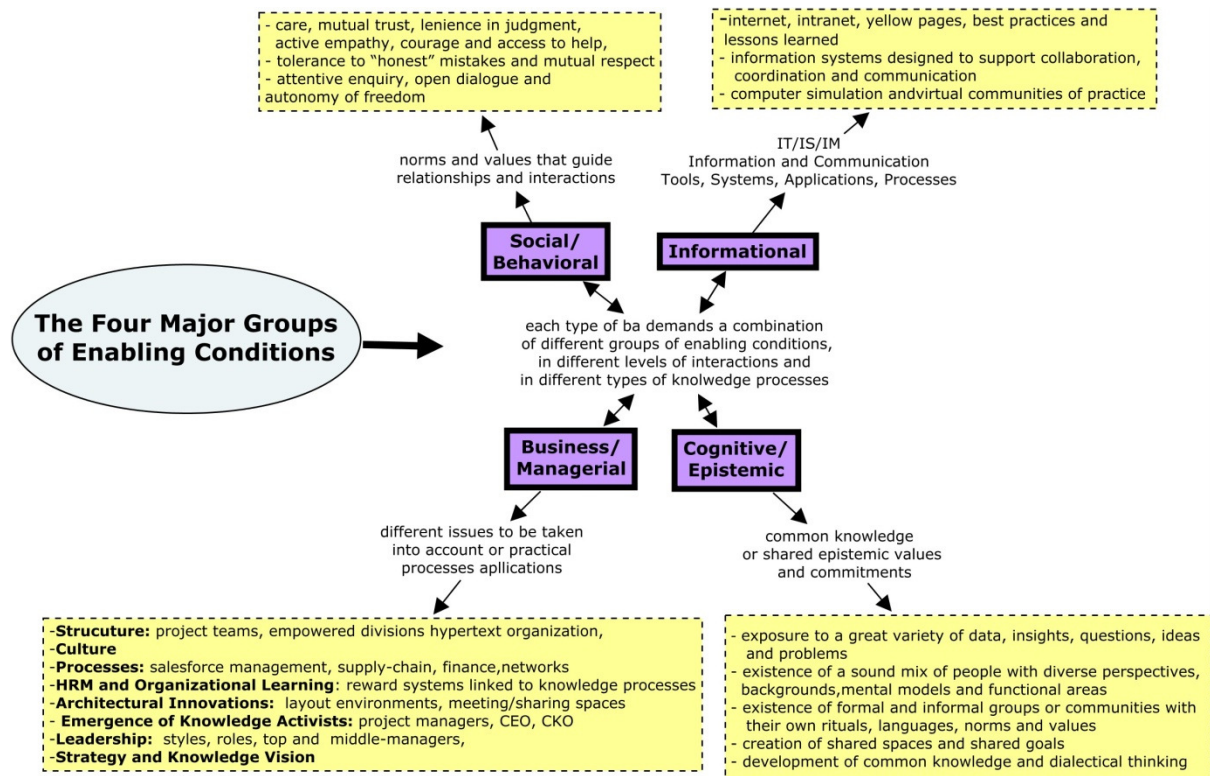 - care, mutual trust, lenience in judgment,
active empathy, courage and access to help,
- tolerance to “honest” mistakes and mutual respect
- attentive enquiry, open dialogue and
autonomy of freedom
-internet, intranet, yellow pages, best practices and
lessons learned
- information systems designed to support collaboration,
coordination and communication
- computer simulation andvirtual communities of practice
norms and values that guide
relationships and interactions
IT/IS/IM
Information and Communication
Tools, Systems, Applications, Processes
Social/
Behavioral
Informational
The Four Major Groups
of Enabling Conditions
each type of ba demands a combination
of different groups of enabling conditions,
in different levels of interactions and
in different types of knolwedge processes
Business/
Managerial
Cognitive/
Epistemic
different issues to be taken
into account or practical
processes apllications
common knowledge
or shared epistemic values
and commitments
-Strucuture: project teams, empowered divisions hypertext organization,
-Culture
-Processes: salesforce management, supply-chain, finance,networks
-HRM and Organizational Learning: reward systems linked to knowledge processes
-Architectural Innovations: layout environments, meeting/sharing spaces
- Emergence of Knowledge Activists: project managers, CEO, CKO
-Leadership: styles, roles, top and middle-managers,
-Strategy and Knowledge Vision
- exposure to a great variety of data, insights, questions, ideas
and problems
- existence of a sound mix of people with diverse perspectives,
backgrounds,mental models and functional areas
- existence of formal and informal groups or communities with
their own rituals, languages, norms and values
- creation of shared spaces and shared goals
- development of common knowledge and dialectical thinking